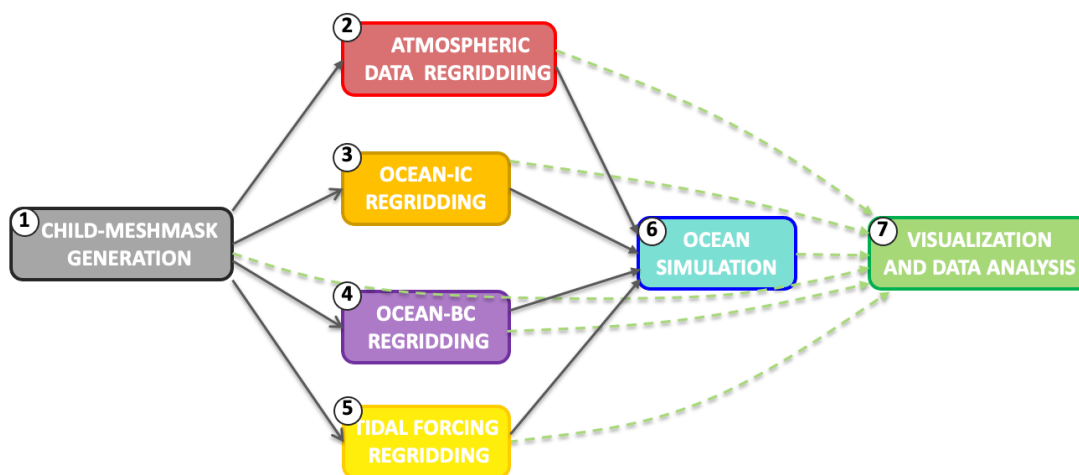 1
CHILD-MESHMASK
GENERATION
2
ATMOSPHERIC
DATA REGRIDDIING
3
OCEAN-IC
REGRIDDING
4
OCEAN-BC
REGRIDDING
5
TIDAL FORCING
REGRIDDING
6
OCEAN
SIMULATION
7
VISUALIZATION
AND DATA ANALYSIS